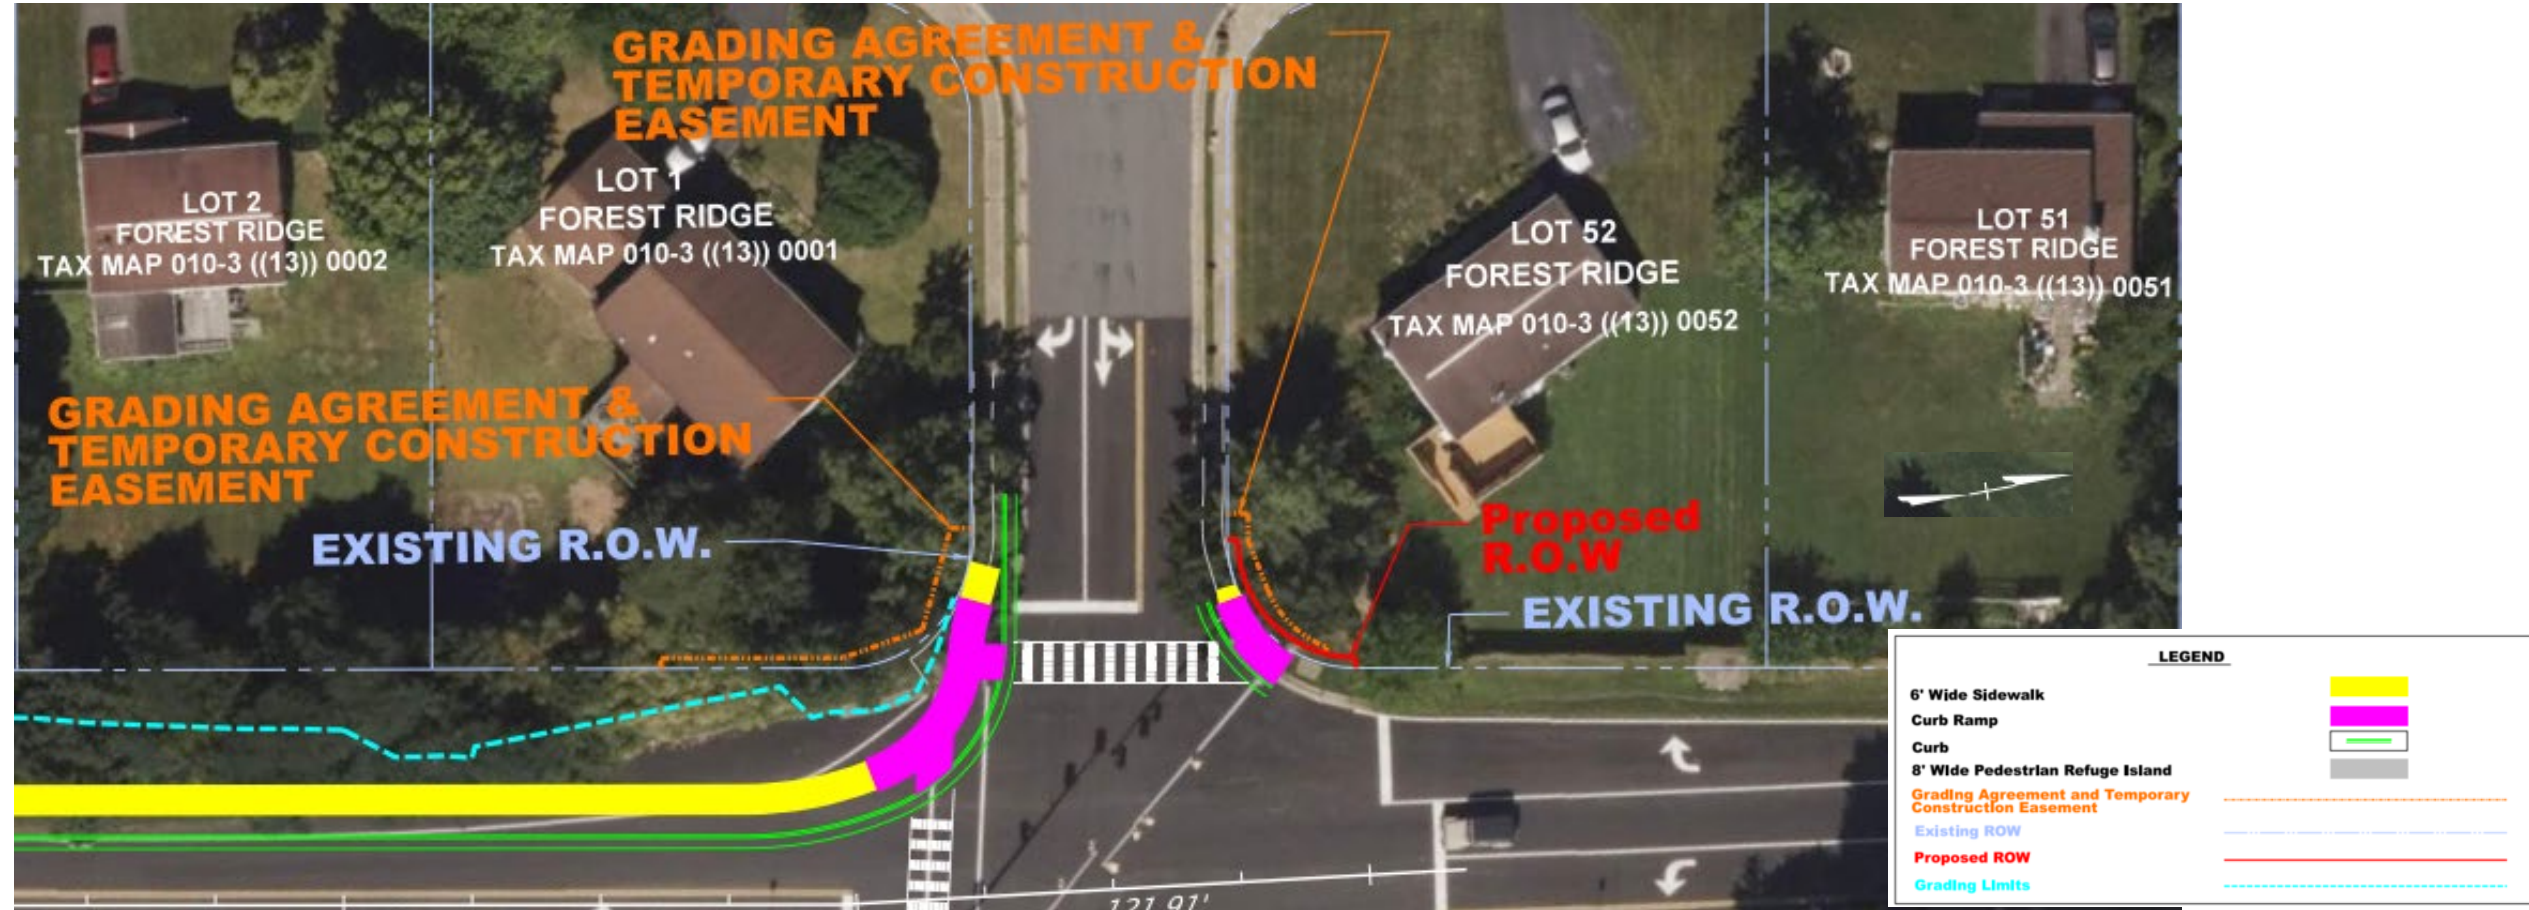 GRADING AGREEMENT &
TEMPORARY CONSTRUCTION
EASEMENT
LOT 2
FOREST RIDGE
TAX MAP 010-3 ((13)) 0002
LOT 1
FOREST RIDGE
TAX MAP 010-3 ((13)) 0001
LOT 52
FOREST RIDGE
TAX MAP 010-3 ((13)) 0052
LOT 51
FOREST RIDGE
TAX MAP 010-3 ((13)) 0051
GRADING AGREEMENT &
TEMPORARY CONSTRUCTION
EASEMENT
EXISTING R.O.W.
Proposed
R.O.W
EXISTING R.O.W.
121.91'
LEGEND
6' Wide Sidewalk
Curb Ramp
Curb
8' Wide Pedestrian Refuge Island
Grading Agreement and Temporary
Construction Easement
Existing ROW
Proposed ROW
Grading Limits